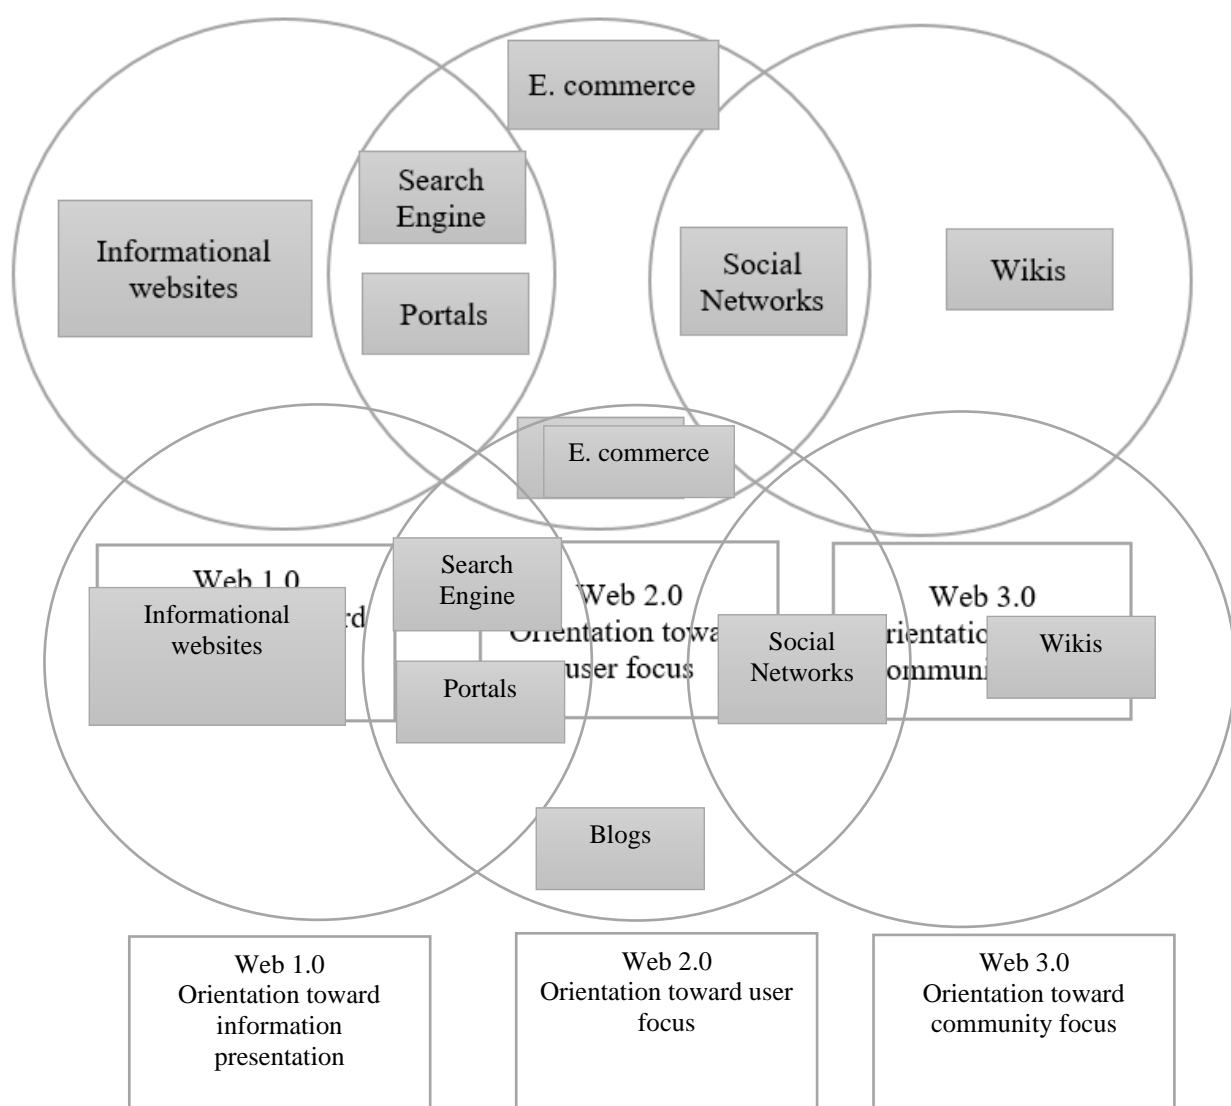 E. commerce
Search
Engine
Informational
websites
Portals
Social
Networks
Wikis
E. commerce
Web 1.0
Search
Engine
Web 2.0
Orientation
user focus
Web 3.0
Informational
websites
Portals
Social
Networks
Wikis
Blogs
Web 1.0
Orientation toward
information
presentation
Web 2.0
Orientation toward user
focus
Web 3.0
Orientation toward
community focus